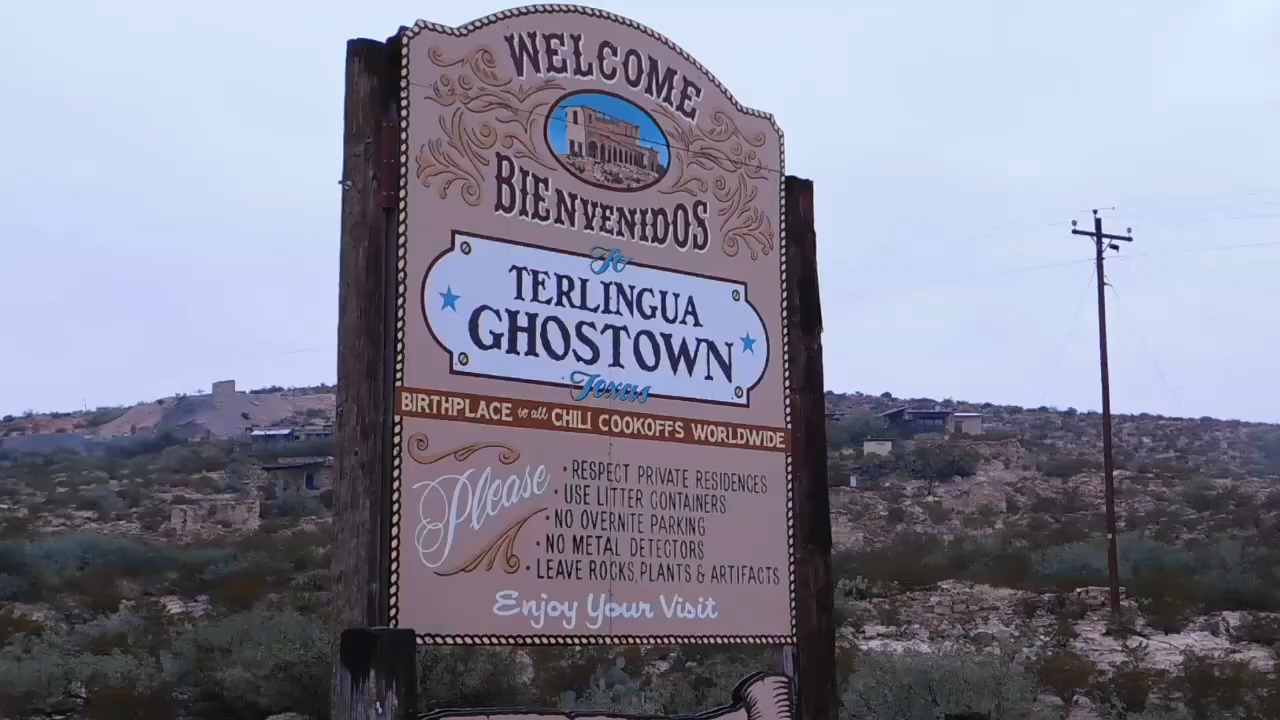 WELCOME
BIENVENIDOS
To
TERLINGUA
GHOSTOWN
Texas
BIRTHPLACE to all CHILI COOKOFFS WORLDWIDE
Please
• RESPECT PRIVATE RESIDENCES
• USE LITTER CONTAINERS
• NO OVERNITE PARKING
• NO METAL DETECTORS
• LEAVE ROCKS, PLANTS & ARTIFACTS
Enjoy Your Visit